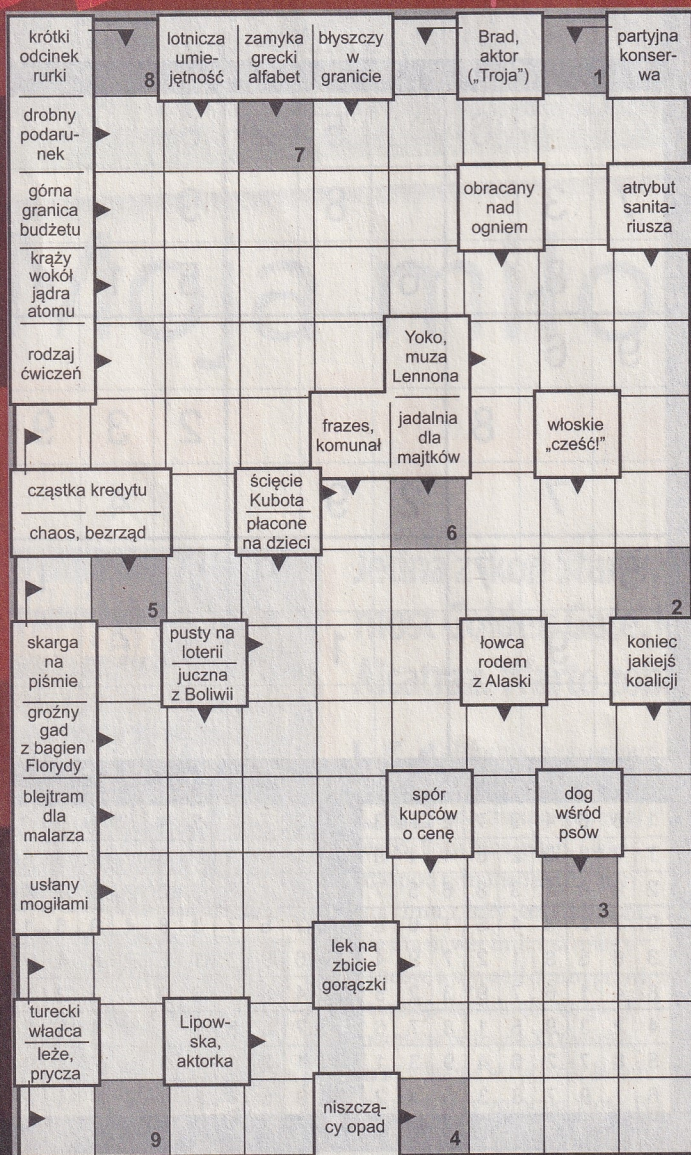 krótki
odcinek
rurki
8
lotnicza
umie-
jętność
zamyka
grecki
alfabet
błyszczy
w
granicie
Brad,
aktor
(„Troja”)
1
partyjna
konser-
wa
drobny
podaru-
nek
7
górna
granica
budżetu
obracany
nad
ogniem
atrybut
sanita-
riusza
krąży
wokół
jądra
atomu
rodzaj
ćwiczeń
Yoko,
muza
Lennona
frazes,
komunał
jadalnia
dla
majtków
włoskie
„cześć!”
cząstka kredytu
chaos, bezrząd
ścięcie
Kubota
płacone
na dzieci
6
5
2
skarga
na
piśmie
pusty na
loterii
juczna
z Boliwii
łowca
rodem
z Alaski
koniec
jakiejś
koalicji
groźny
gad
z bagien
Florydy
blejtram
dla
malarza
spór
kupców
o cenę
dog
wśród
psów
usłany
mogiłami
3
lek na
zbicie
gorączki
turecki
władca
leże,
prycza
Lipow-
ska,
aktorka
9
niszczą-
cy opad
4